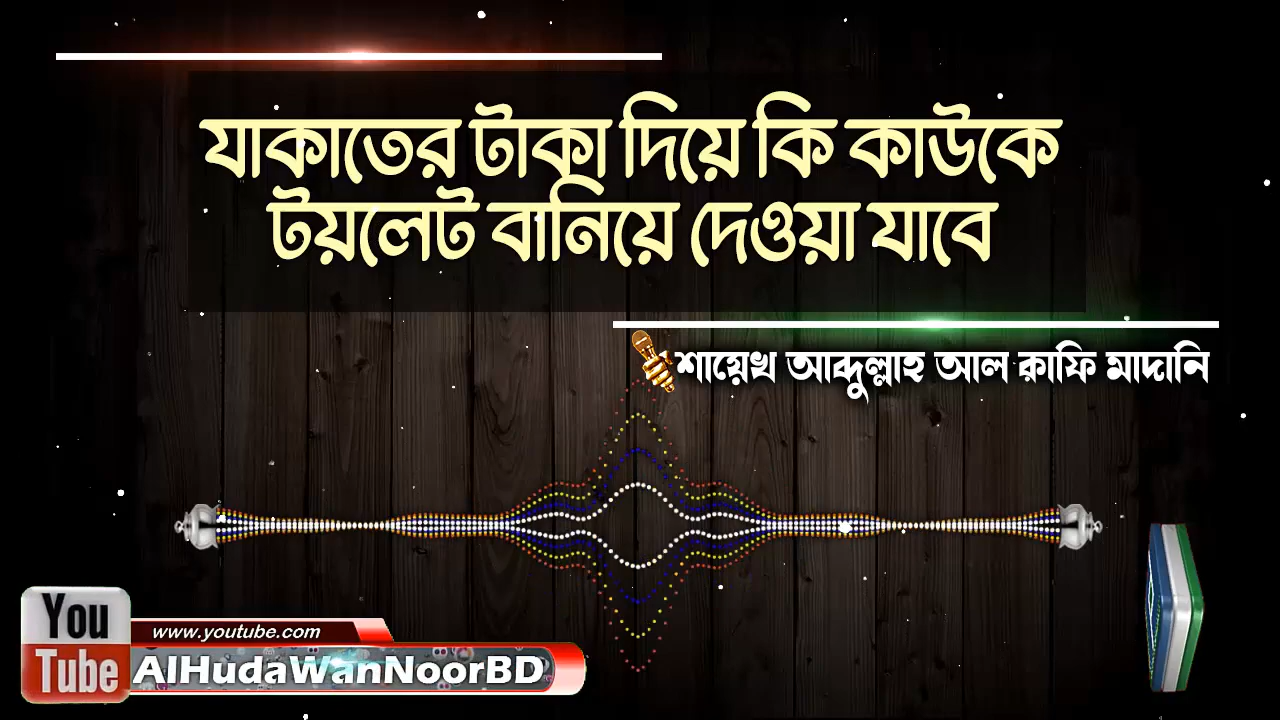 যাকাতের টাকা দিয়ে কি কাউকে
টয়লেট বানিয়ে দেওয়া যাবে
শায়েখ আব্দুল্লাহ আল কাফি মাদানি
You
Tube
www.youtube.com
AlHudaWanNoorBD